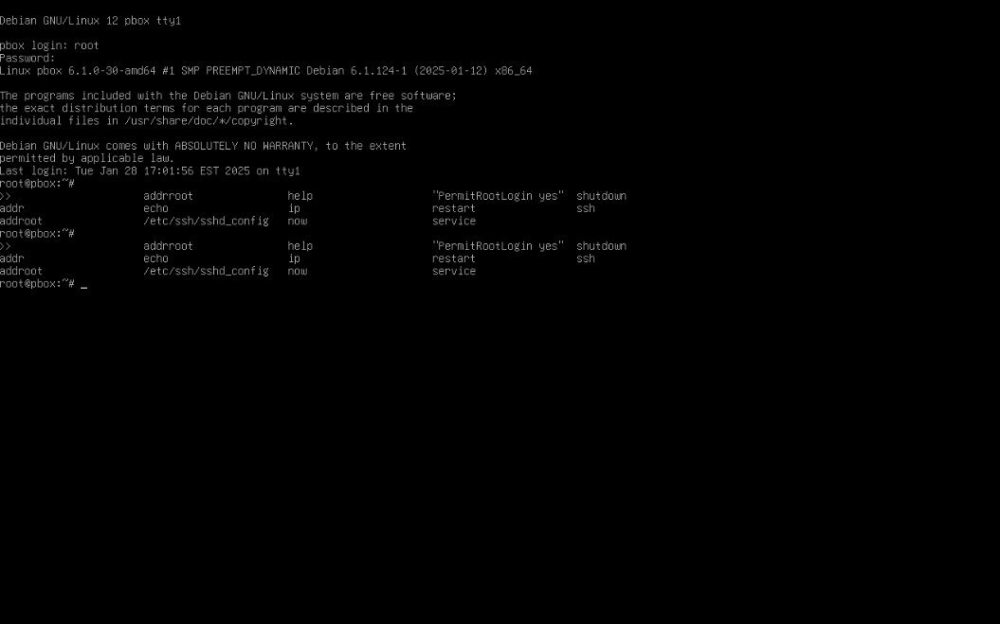 Debian GNU/Linux 12 pbox tty1
pbox login: root
Password:
Linux pbox 6.1.0-30-amd64 #1 SMP PREEMPT_DYNAMIC Debian 6.1.124-1 (2025-01-12) x86_64
The programs included with the Debian GNU/Linux system are free software;
the exact distribution terms for each program are described in the
individual files in /usr/share/doc/*/copyright.
Debian GNU/Linux comes with ABSOLUTELY NO WARRANTY, to the extent
permitted by applicable law.
Last login: Tue Jan 28 17:01:56 EST 2025 on tty1
root@pbox:~#
>> addrroot help "PermitRootLogin yes" shutdown
addr echo ip restart ssh
addroot /etc/ssh/sshd_config now service
root@pbox:~#
>> addrroot help "PermitRootLogin yes" shutdown
addr echo ip restart ssh
addroot /etc/ssh/sshd_config now service
root@pbox:~# _